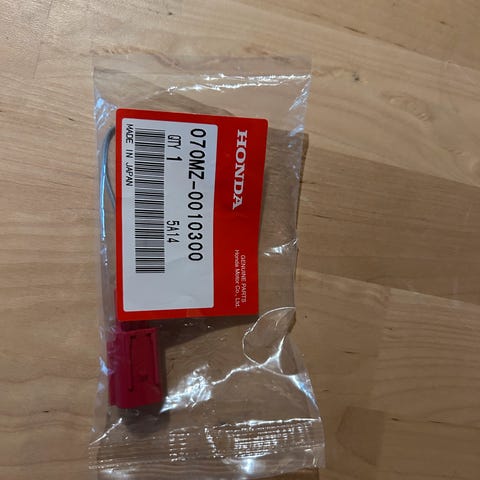 HONDA
GENUINE PARTS
Honda Motor Co., Ltd.
070MZ-0010300
QTY 1
5A14
MADE IN JAPAN